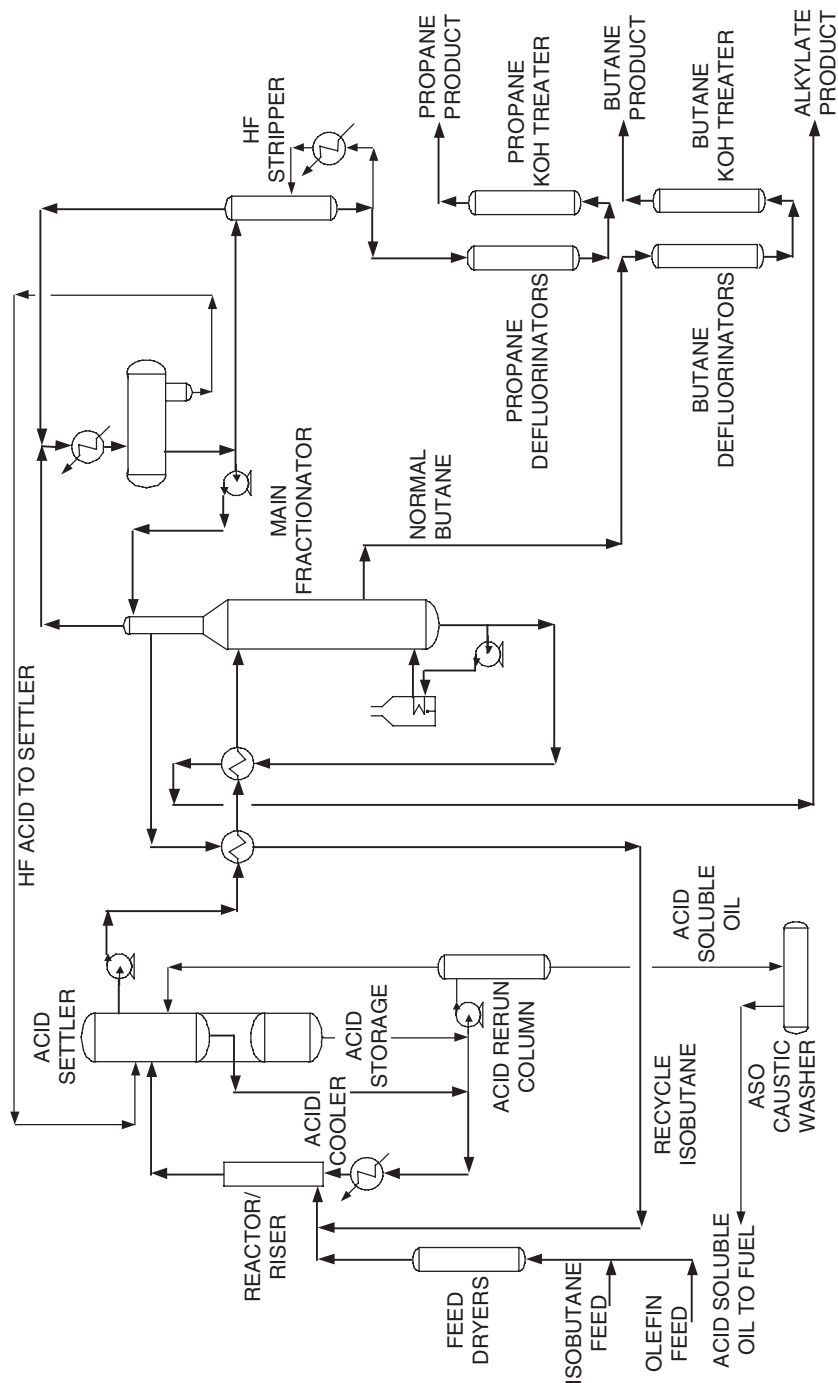 HF ACID TO SETTLER
ACID
SETTLER
ACID
STORAGE
ACID
COOLER
REACTOR/
RISER
FEED
DRYERS
ISOBUTANE
FEED
OLEFIN
FEED
ACID RERUN
COLUMN
RECYCLE
ISOBUTANE
ACID
SOLUBLE
OIL
ASO
CAUSTIC
WASHER
ACID SOLUBLE
OIL TO FUEL
MAIN
FRACTIONATOR
NORMAL
BUTANE
HF
STRIPPER
PROPANE
DEFLUORINATORS
PROPANE
KOH TREATER
PROPANE
PRODUCT
BUTANE
DEFLUORINATORS
BUTANE
KOH TREATER
BUTANE
PRODUCT
ALKYLATE
PRODUCT